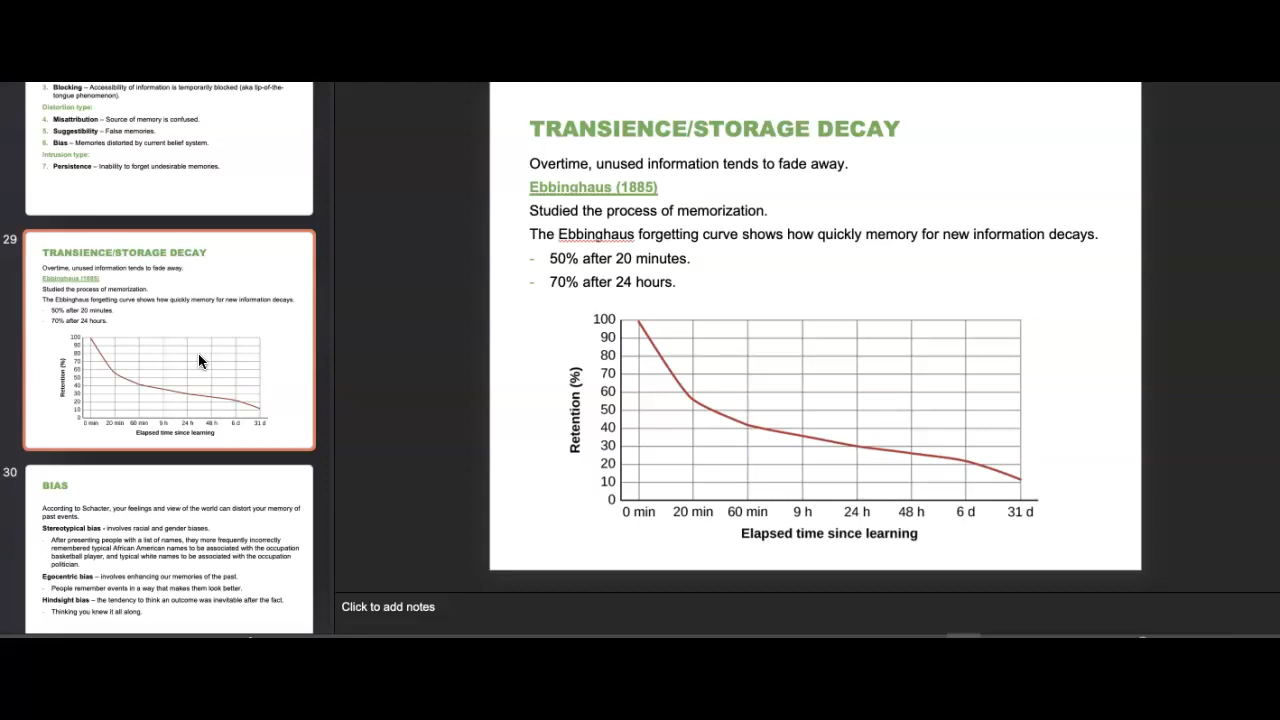 3. Blocking – Accessibility of information is temporarily blocked (aka tip-of-the-
tongue phenomenon).
Distortion type:
4. Misattribution – Source of memory is confused.
5. Suggestibility – False memories.
6. Bias – Memories distorted by current belief system.
Intrusion type:
7. Persistence – Inability to forget undesirable memories.
29
TRANSIENCE/STORAGE DECAY
Overtime, unused information tends to fade away.
Ebbinghaus (1885)
Studied the process of memorization.
The Ebbinghaus forgetting curve shows how quickly memory for new information decays.
- 50% after 20 minutes.
- 70% after 24 hours.
100
90
80
70
60
50
40
30
20
10
0
Retention (%)
0 min 20 min 60 min 9 h 24 h 48 h 6 d 31 d
Elapsed time since learning
30
BIAS
According to Schacter, your feelings and view of the world can distort your memory of
past events.
Stereotypical bias - involves racial and gender biases.
- After presenting people with a list of names, they more frequently incorrectly
remembered typical African American names to be associated with the occupation
basketball player, and typical white names to be associated with the occupation
politician.
Egocentric bias – involves enhancing our memories of the past.
- People remember events in a way that makes them look better.
Hindsight bias – the tendency to think an outcome was inevitable after the fact.
- Thinking you knew it all along.
TRANSIENCE/STORAGE DECAY
Overtime, unused information tends to fade away.
Ebbinghaus (1885)
Studied the process of memorization.
The Ebbinghaus forgetting curve shows how quickly memory for new information decays.
- 50% after 20 minutes.
- 70% after 24 hours.
100
90
80
70
60
50
40
30
20
10
0
Retention (%)
0 min 20 min 60 min 9 h 24 h 48 h 6 d 31 d
Elapsed time since learning
Click to add notes